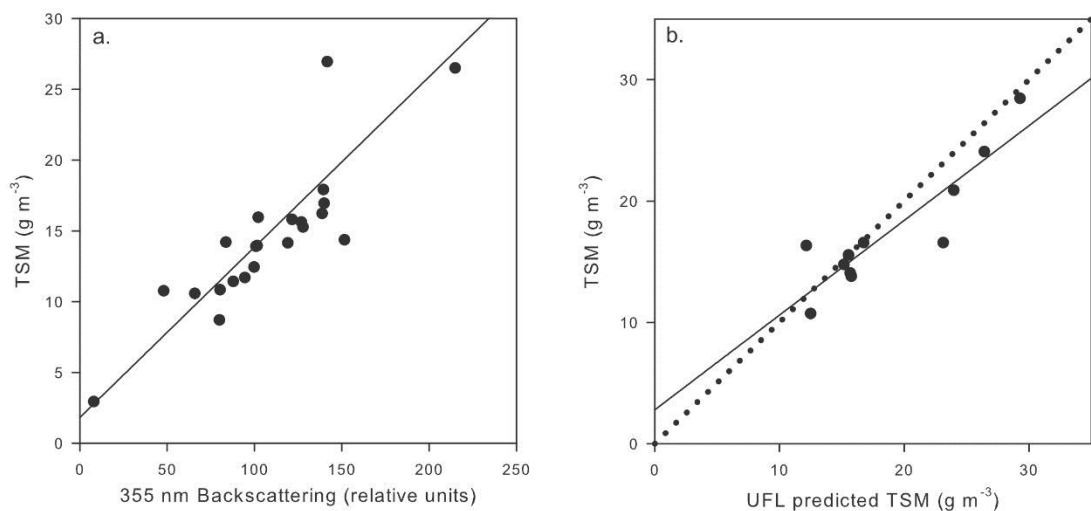 a.
30
25
20
15
10
5
0
TSM (g m⁻³)
0 50 100 150 200 250
355 nm Backscattering (relative units)
b.
30
20
10
0
TSM (g m⁻³)
0 10 20 30
UFL predicted TSM (g m⁻³)